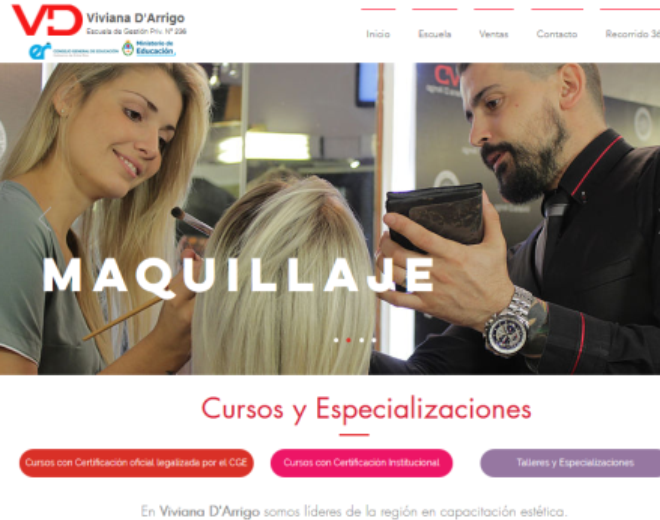 VD
Viviana D'Arrigo
Escuela de Gestión Priv. N° 236
er
CONSEJO GENERAL DE EDUCACIÓN
Ministerio de
Educación
Inicio
Escuela
Ventas
Contacto
Recorrido 36
MAQUILLAJE
Cursos y Especializaciones
Cursos con Certificación oficial legalizada por el CGE
Cursos con Certificación Institucional
Talleres y Especializaciones
En Viviana D'Arrigo somos líderes de la región en capacitación estética.